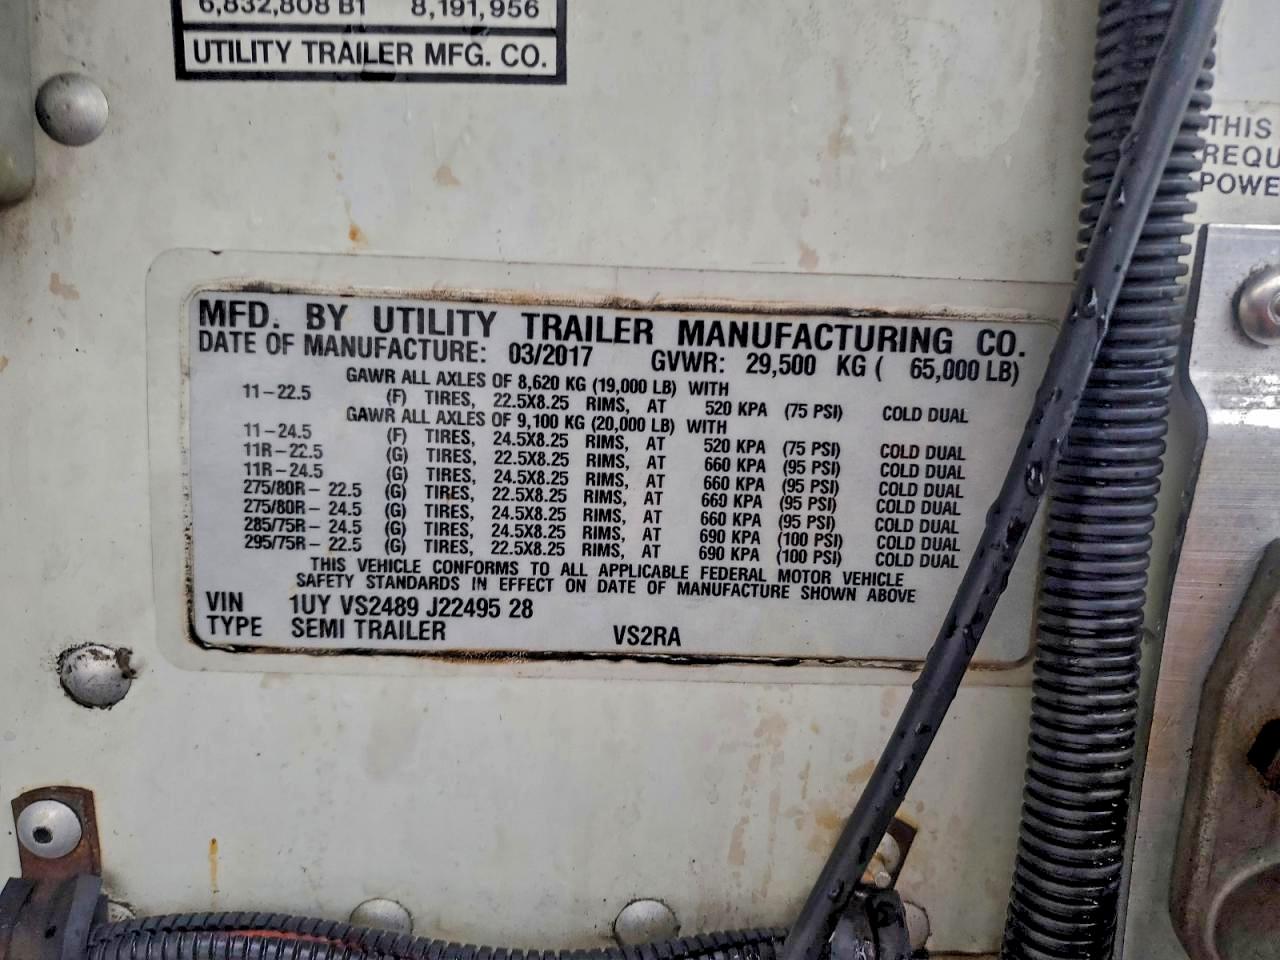 6,832,808 B1 8,191,956
UTILITY TRAILER MFG. CO.
THIS
REQU
POWE
MFD. BY UTILITY TRAILER MANUFACTURING CO.
DATE OF MANUFACTURE: 03/2017 GVWR: 29,500 KG ( 65,000 LB)
GAWR ALL AXLES OF 8,620 KG (19,000 LB) WITH
11-22.5 (F) TIRES, 22.5X8.25 RIMS, AT 520 KPA (75 PSI) COLD DUAL
GAWR ALL AXLES OF 9,100 KG (20,000 LB) WITH
11-24.5 (F) TIRES, 24.5X8.25 RIMS, AT 520 KPA (75 PSI) COLD DUAL
11R-22.5 (G) TIRES, 22.5X8.25 RIMS, AT 660 KPA (95 PSI) COLD DUAL
11R-24.5 (G) TIRES, 24.5X8.25 RIMS, AT 660 KPA (95 PSI) COLD DUAL
275/80R-22.5 (G) TIRES, 22.5X8.25 RIMS, AT 660 KPA (95 PSI) COLD DUAL
275/80R-24.5 (G) TIRES, 24.5X8.25 RIMS, AT 660 KPA (95 PSI) COLD DUAL
285/75R-24.5 (G) TIRES, 24.5X8.25 RIMS, AT 690 KPA (100 PSI) COLD DUAL
295/75R-22.5 (G) TIRES, 22.5X8.25 RIMS, AT 690 KPA (100 PSI) COLD DUAL
THIS VEHICLE CONFORMS TO ALL APPLICABLE FEDERAL MOTOR VEHICLE
SAFETY STANDARDS IN EFFECT ON DATE OF MANUFACTURE SHOWN ABOVE
VIN 1UY VS2489 J22495 28
TYPE SEMI TRAILER VS2RA